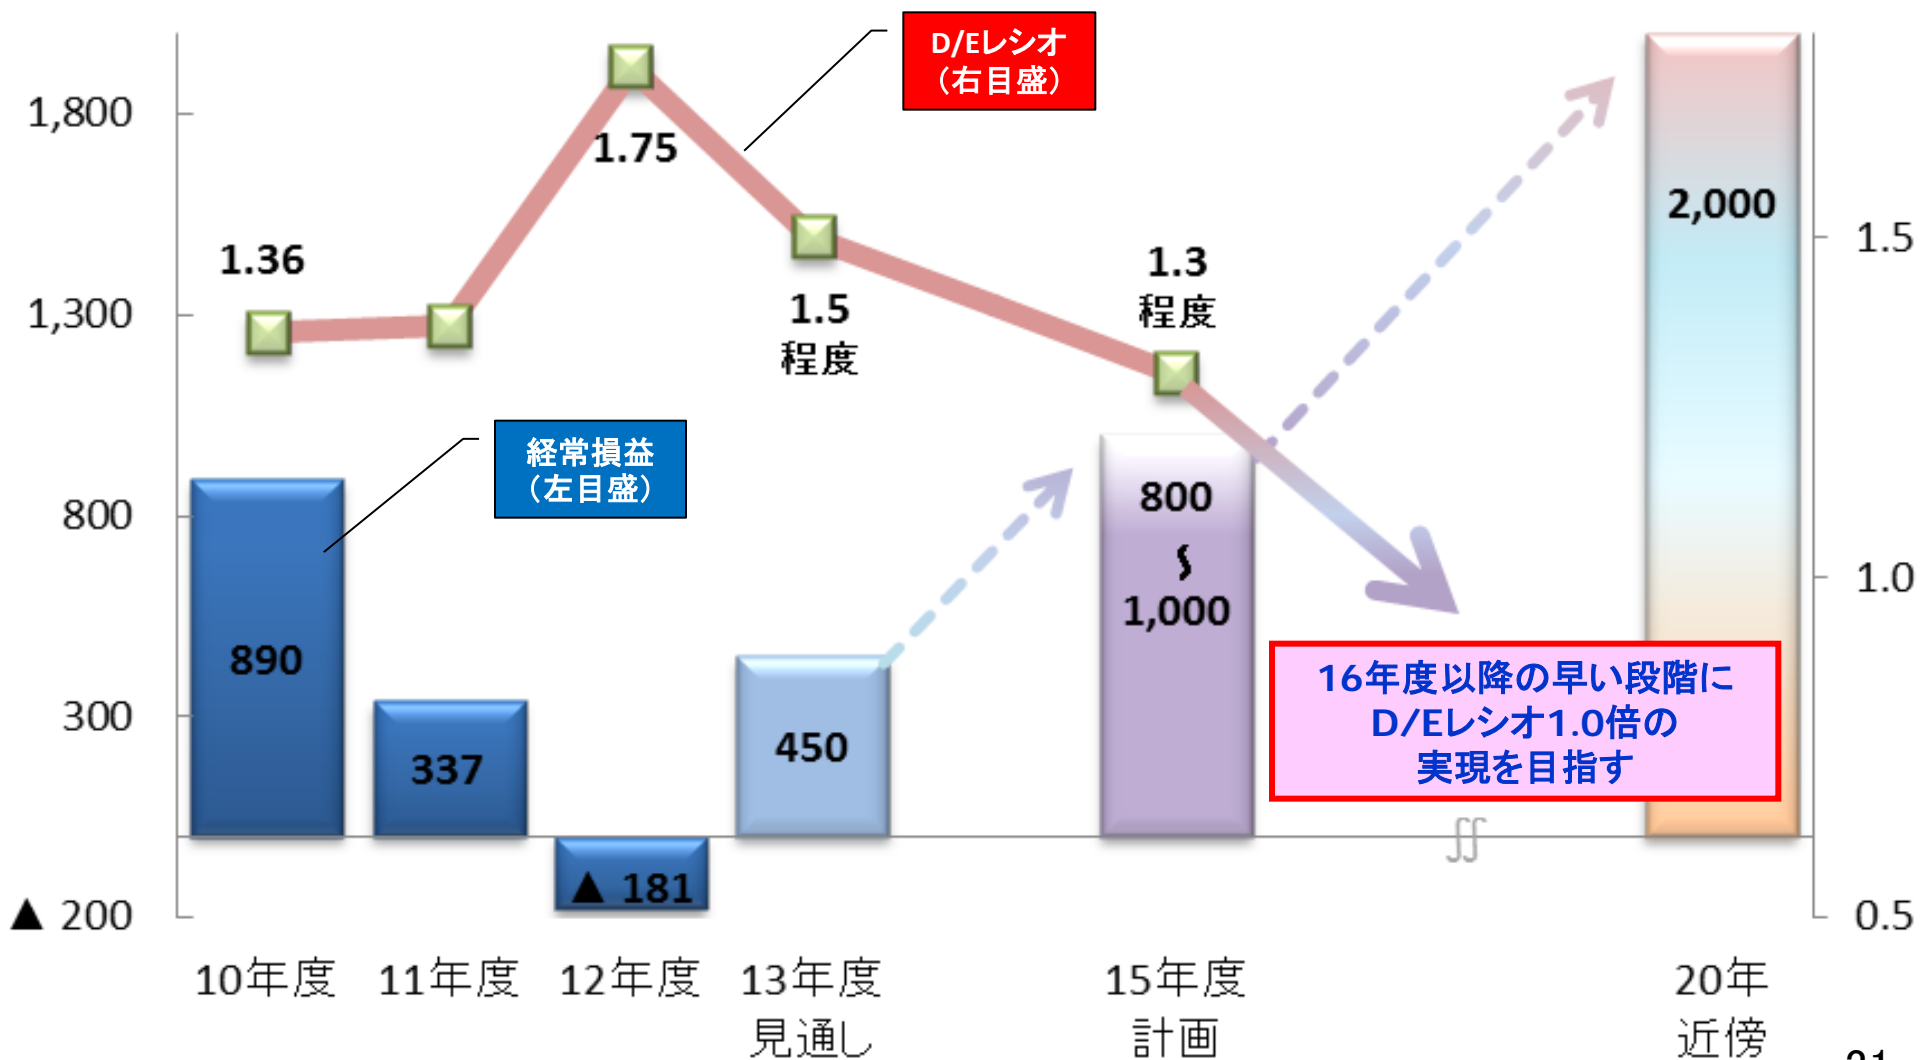 D/Eレシオ
（右目盛）
1,800
1,300
800
300
▲ 200
1.5
1.0
0.5
1.36
1.75
1.5
程度
1.3
程度
経常損益
（左目盛）
890
337
▲ 181
450
800
〜
1,000
2,000
16年度以降の早い段階に
D/Eレシオ1.0倍の
実現を目指す
10年度
11年度
12年度
13年度
見通し
15年度
計画
20年
近傍